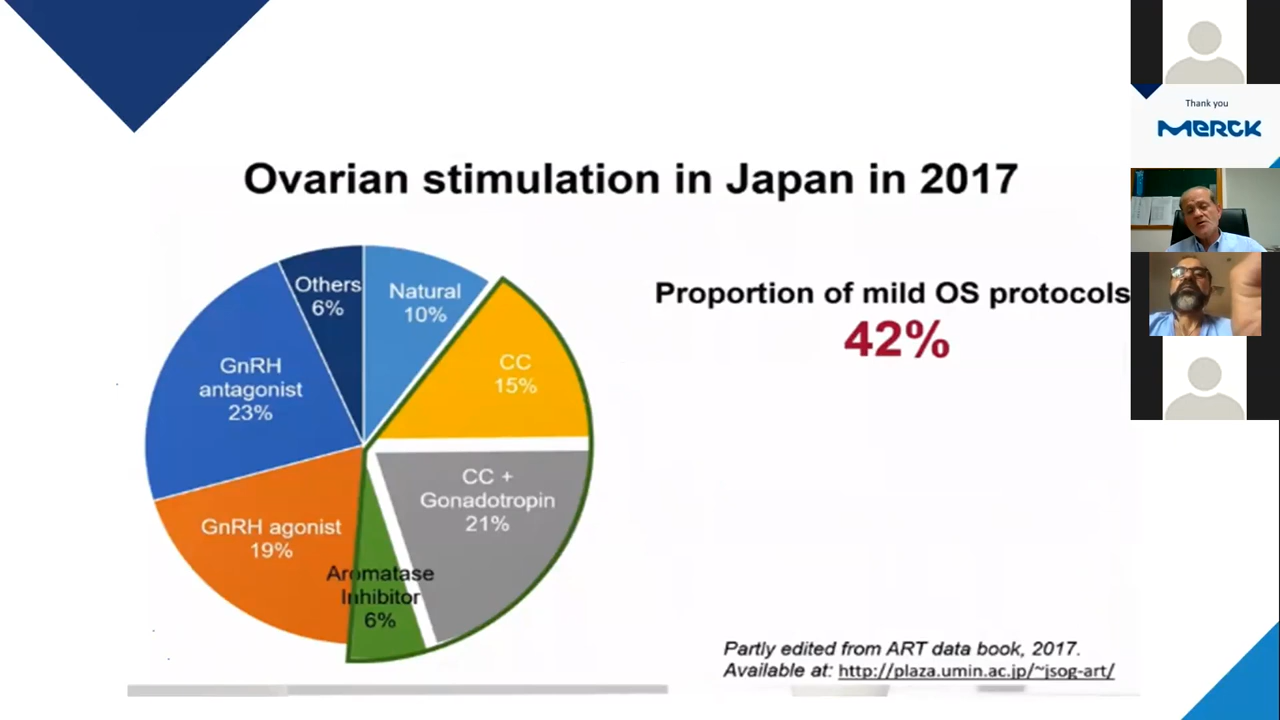 Ovarian stimulation in Japan in 2017
Others
6%
Natural
10%
CC
15%
CC +
Gonadotropin
21%
Aromatase
Inhibitor
6%
GnRH agonist
19%
GnRH
antagonist
23%
Proportion of mild OS protocols
42%
Partly edited from ART data book, 2017.
Available at: http://plaza.umin.ac.jp/~jsog-art/
Thank you
Merck